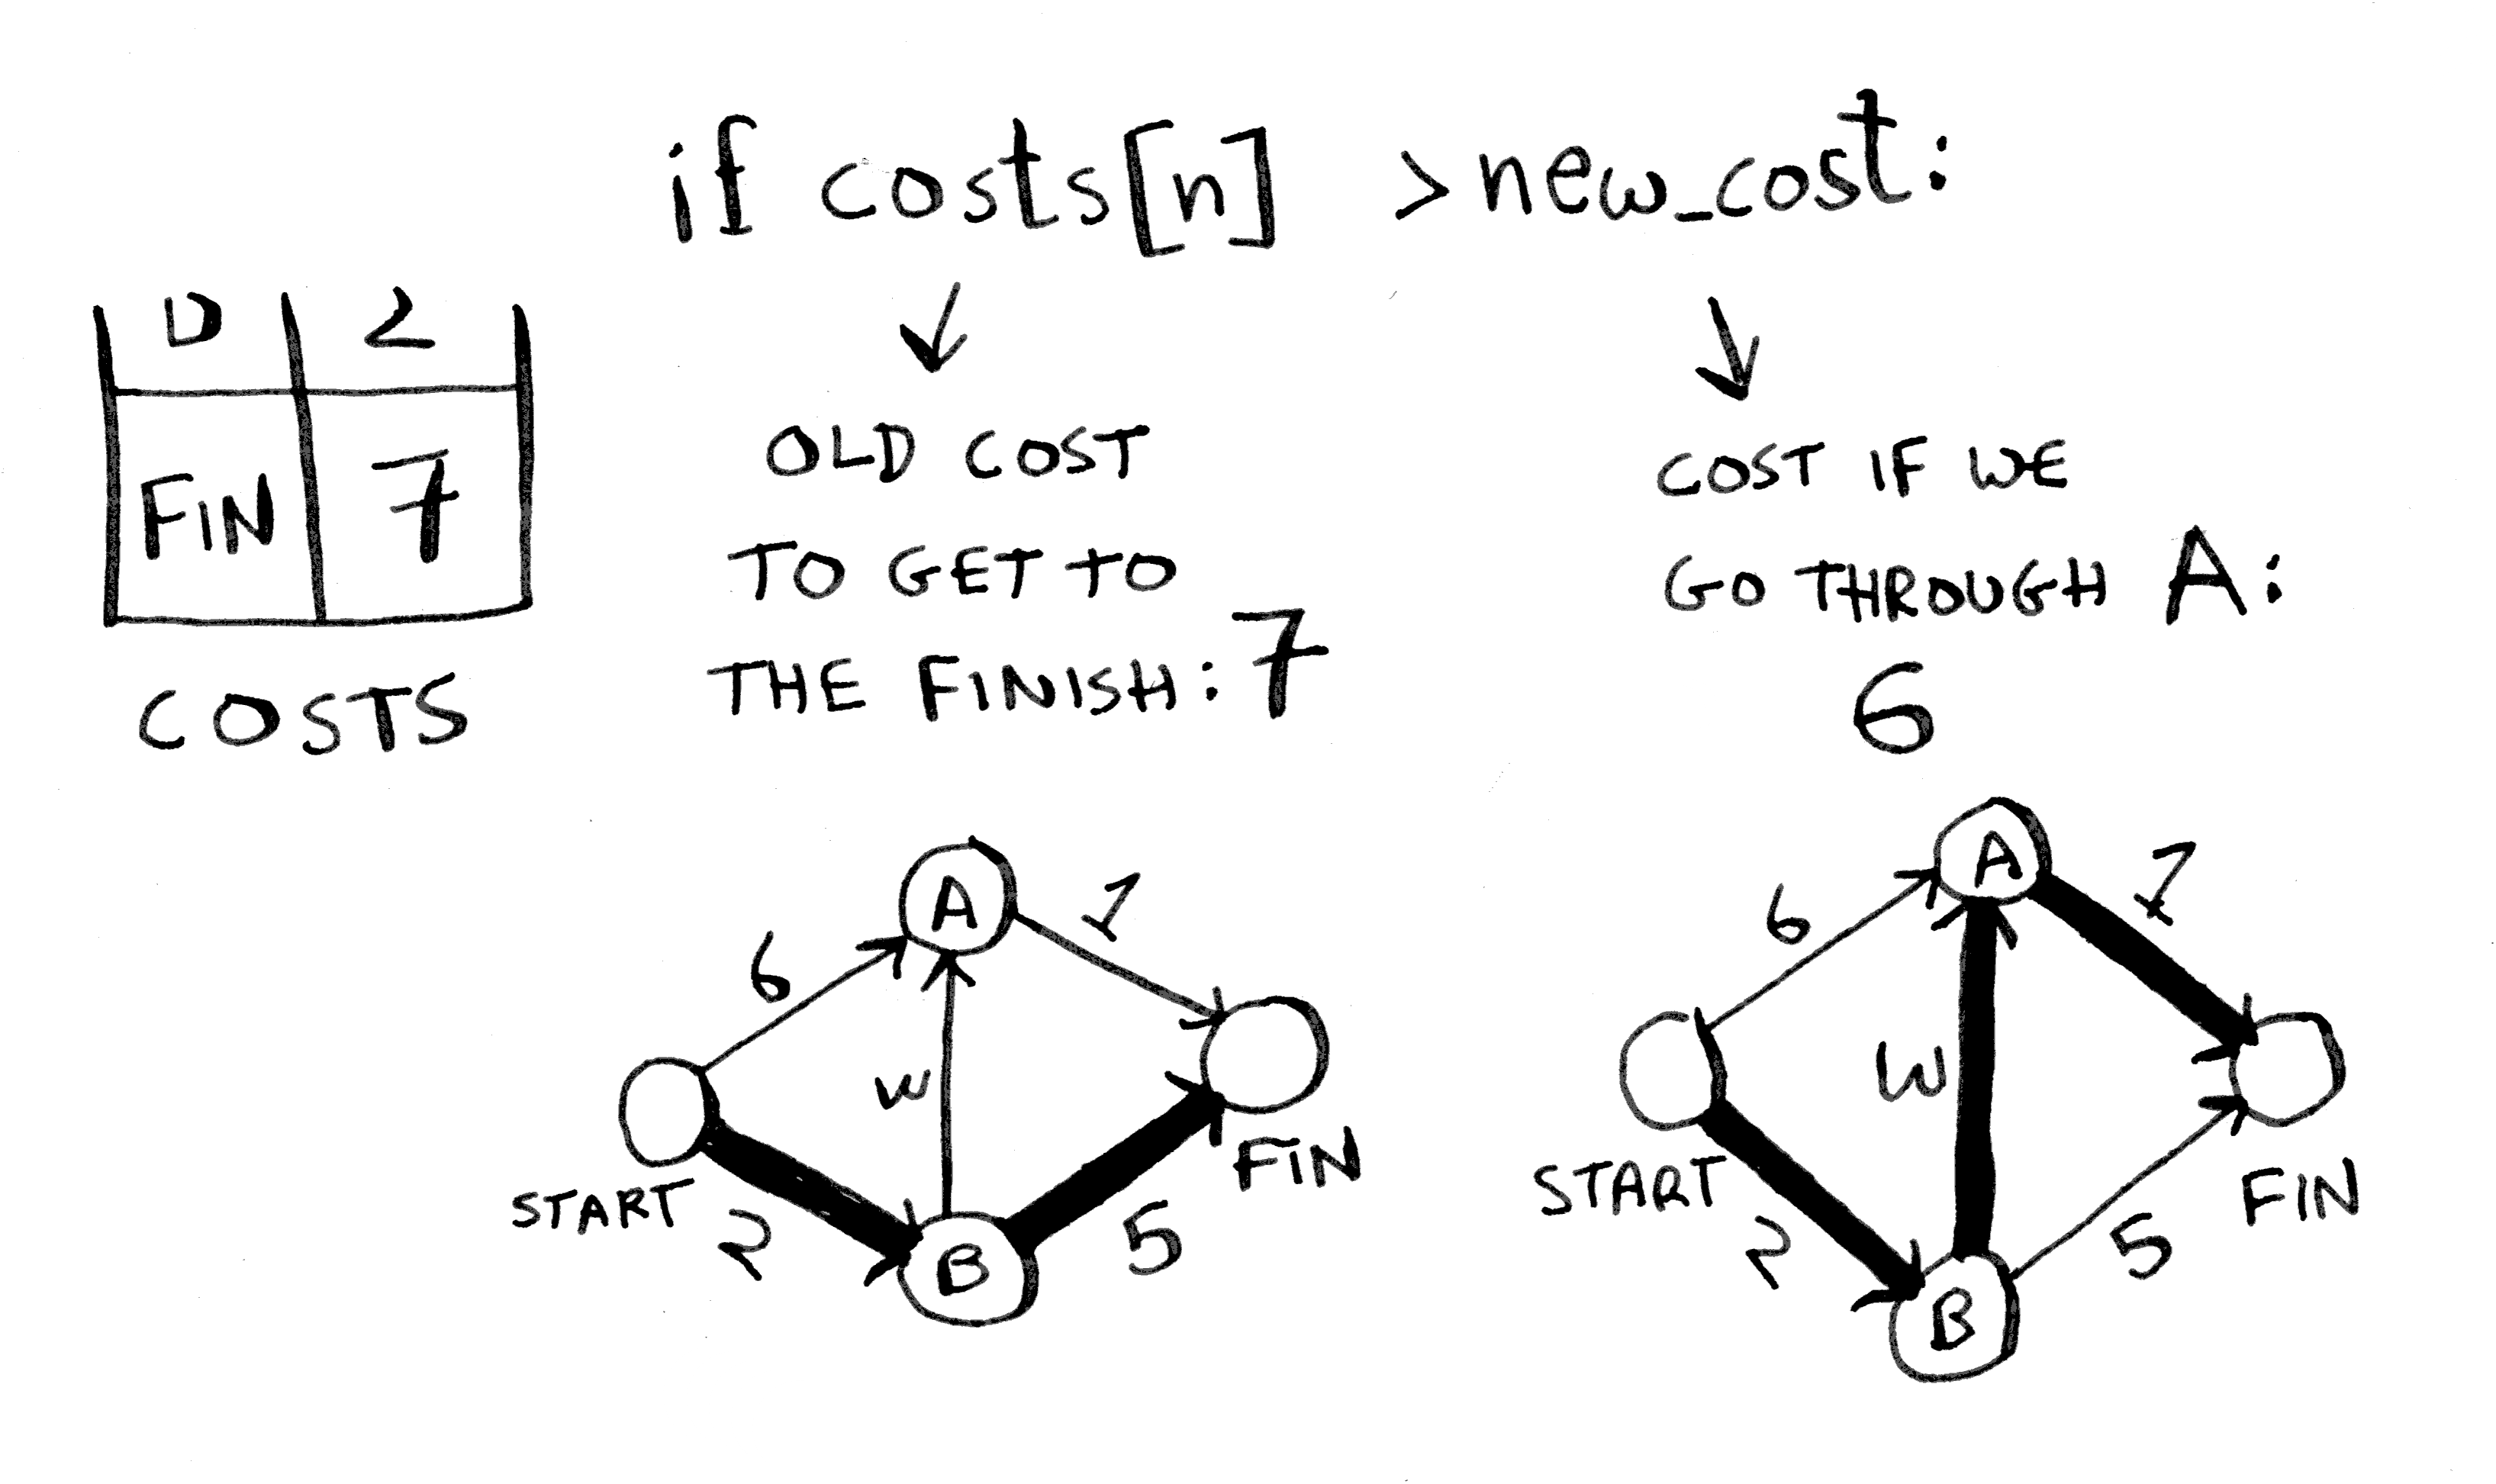 if costs[n] > new_cost:
FIN 7
COSTS
OLD COST
TO GET TO
THE FINISH: 7
COST IF WE
GO THROUGH A:
6
A
6
1
W
START
2
B
5
FIN
A
6
1
W
START
2
B
5
FIN